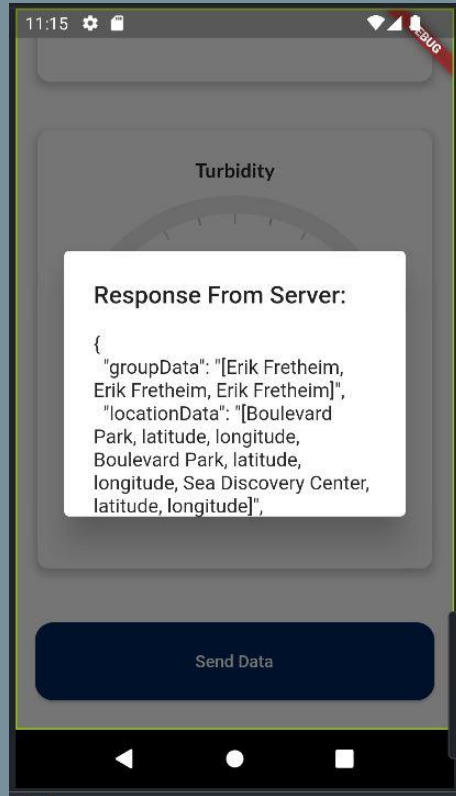 11:15
DEBUG
Turbidity
Response From Server:
{
"groupData": "[Erik Fretheim,
Erik Fretheim, Erik Fretheim]",
"locationData": "[Boulevard
Park, latitude, longitude,
Boulevard Park, latitude,
longitude, Sea Discovery Center,
latitude, longitude]",
Send Data